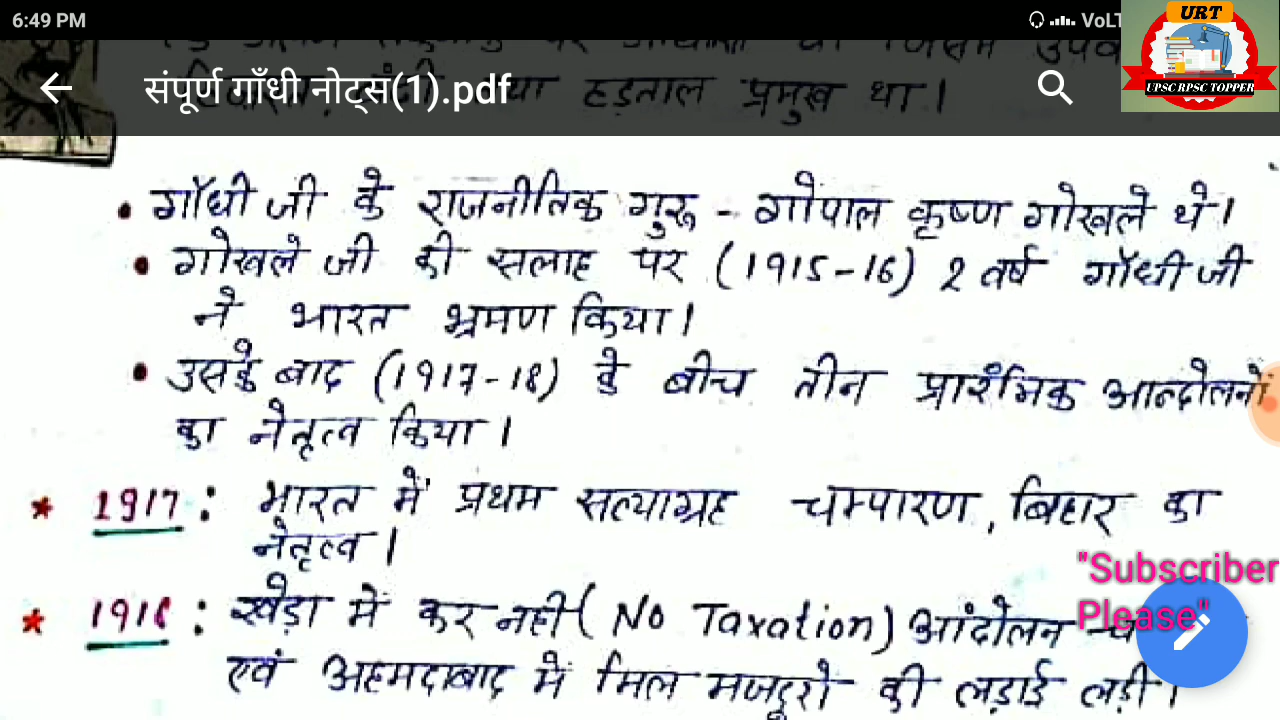 6:49 PM
VoLT
URT
UPSC RPSC TOPPER
संपूर्ण गाँधी नोट्स(1).pdf
या हड़ताल प्रमुख था।
• गाँधी जी के राजनीतिक गुरू - गोपाल कृष्ण गोखले थे।
• गोखले जी की सलाह पर (1915-16) 2 वर्ष गाँधी जी
ने भारत भ्रमण किया।
• उसके बाद (1917-18) के बीच तीन प्रारंभिक आन्दोलनों
का नेतृत्व किया।
* 1917: भारत में प्रथम सत्याग्रह चम्पारण, बिहार का
नेतृत्व।
"Subscriber
Please"
* 1918: खेड़ा में कर नहीं (No Taxation) आंदोलन
एवं अहमदाबाद में मिल मजदूरो की लड़ाई लड़ी।